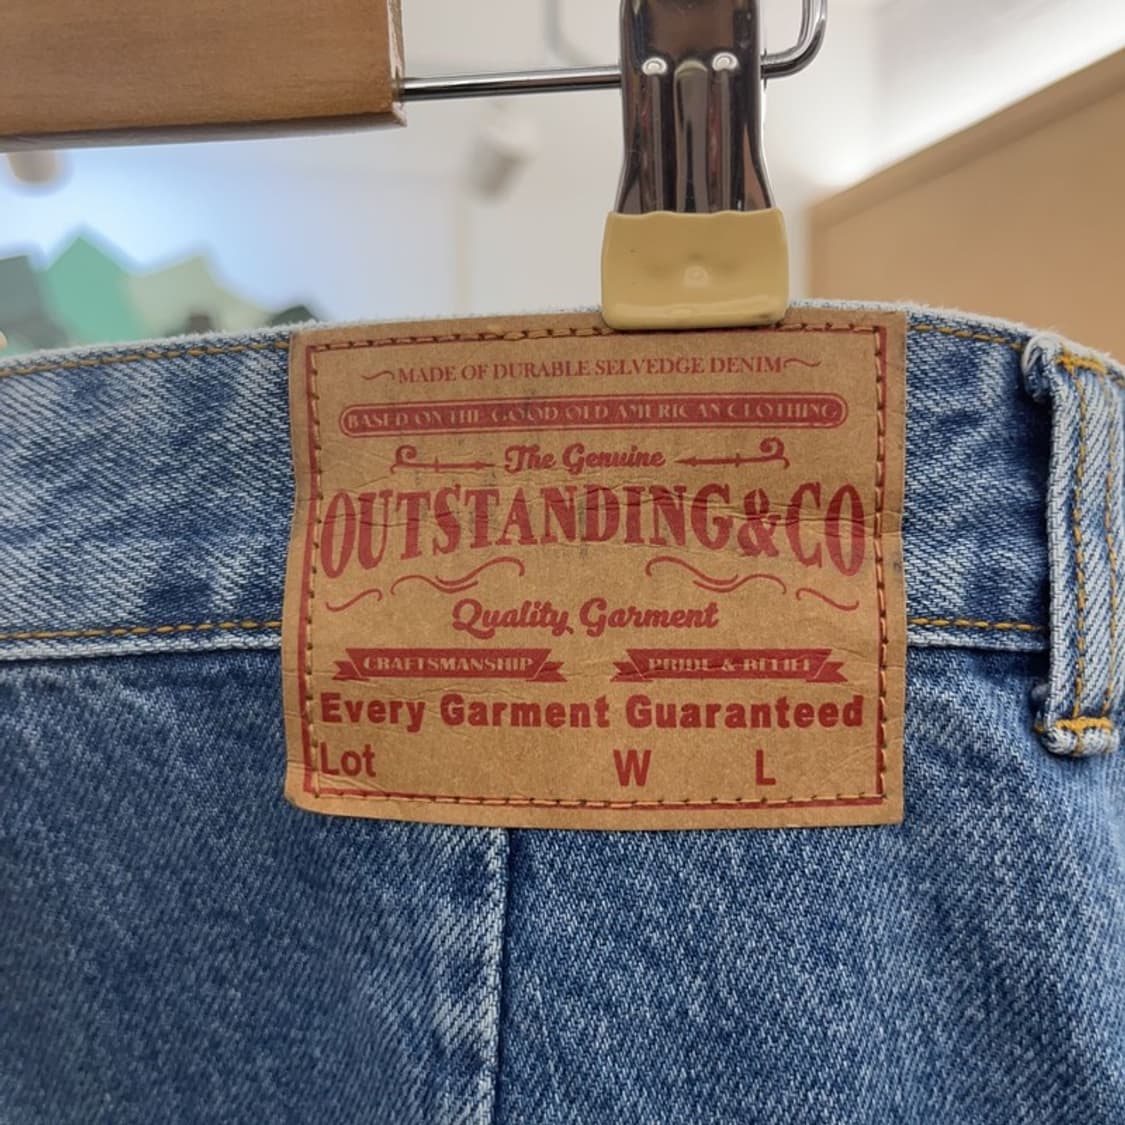 MADE OF DURABLE SELVEDGE DENIM
BASED ON THE GOOD OLD AMERICAN CLOTHING
The Genuine
OUTSTANDING&CO
Quality Garment
CRAFTSMANSHIP PRIDE & BELIEF
Every Garment Guaranteed
Lot W L